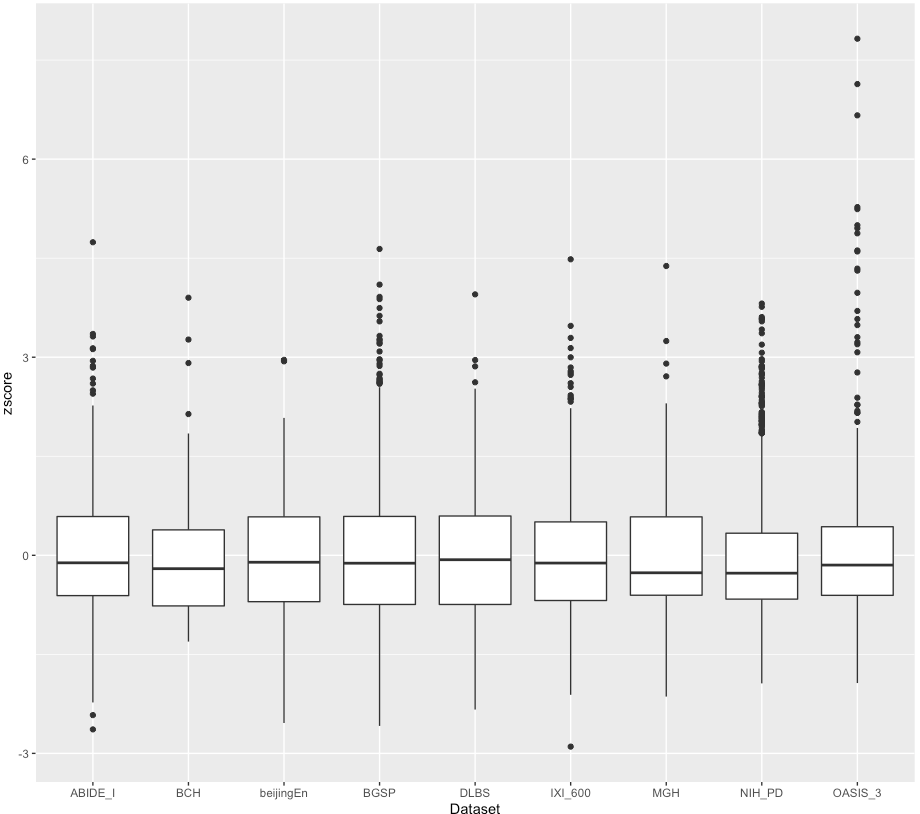 zscore
6
3
0
-3
ABIDE_I BCH beijingEn BGSP DLBS IXI_600 MGH NIH_PD OASIS_3
Dataset